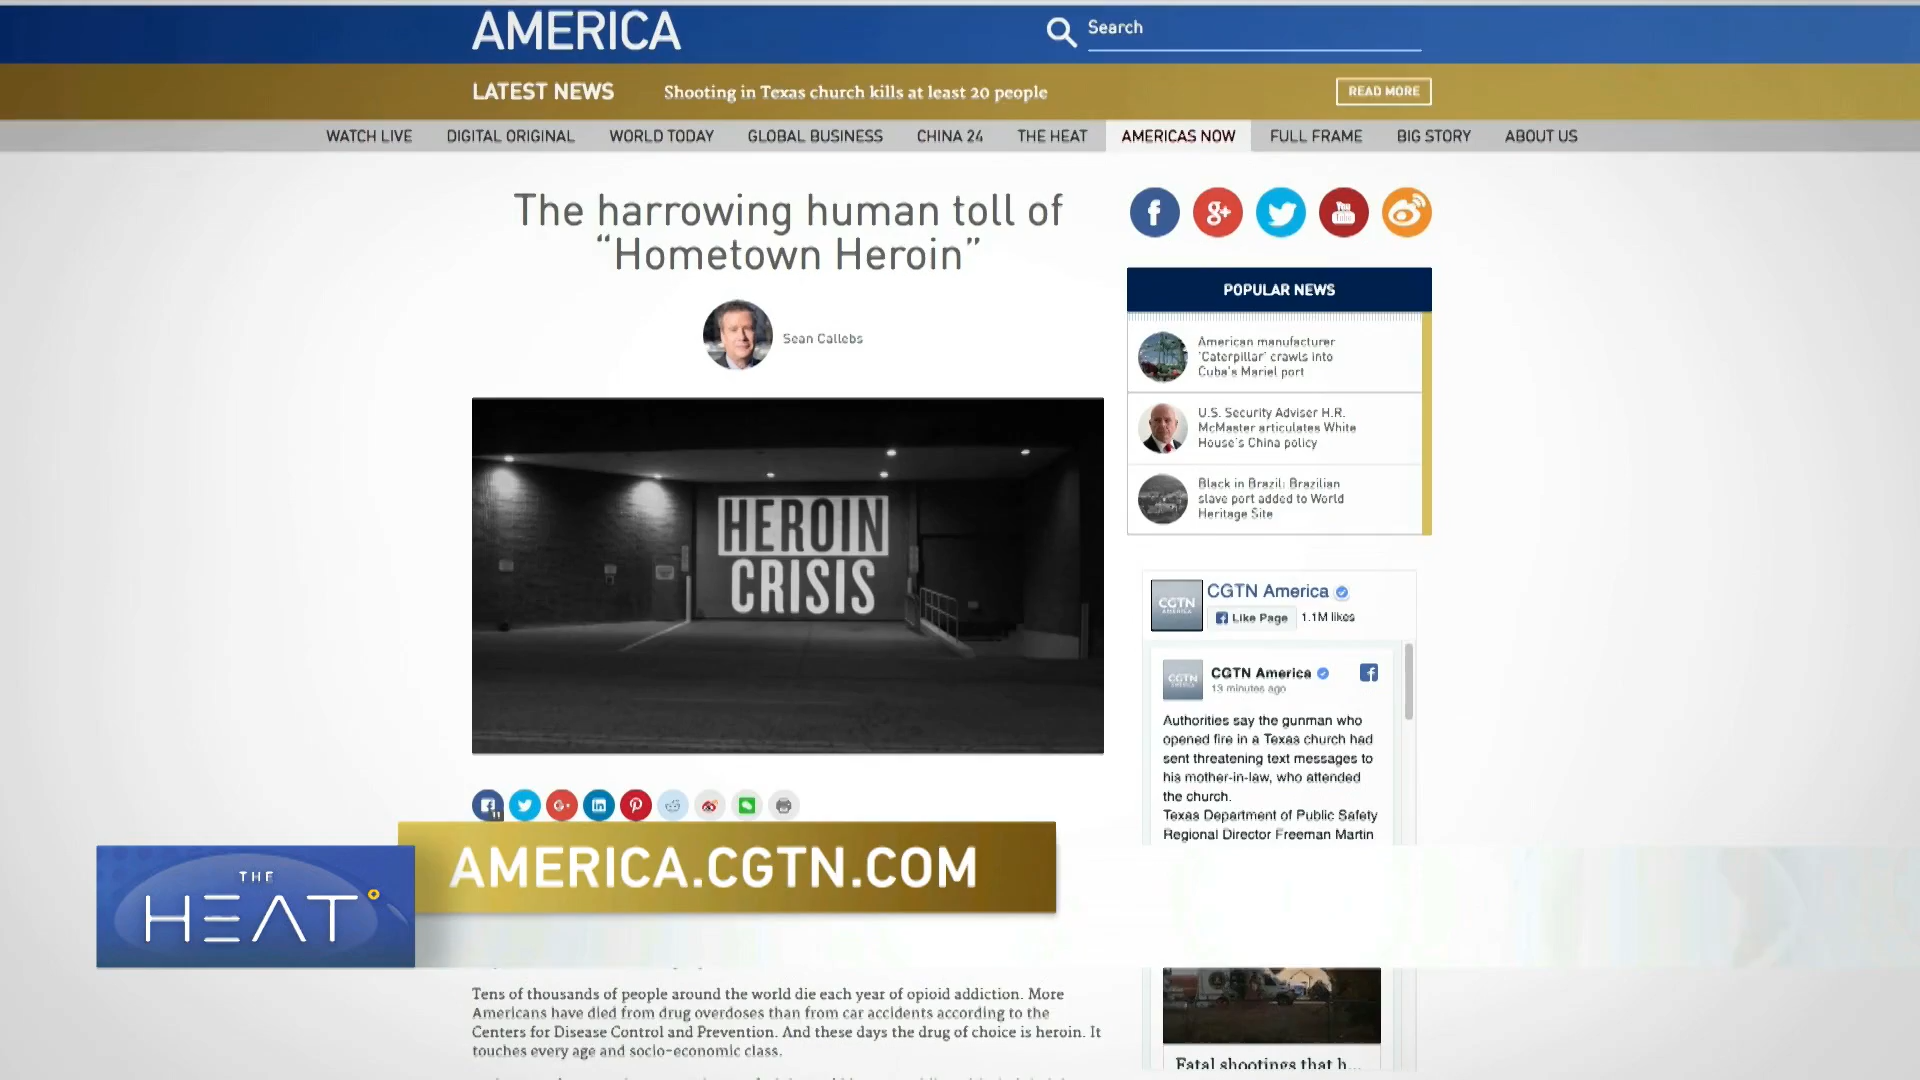 AMERICA
Search
LATEST NEWS
Shooting in Texas church kills at least 20 people
READ MORE
WATCH LIVE
DIGITAL ORIGINAL
WORLD TODAY
GLOBAL BUSINESS
CHINA 24
THE HEAT
AMERICAS NOW
FULL FRAME
BIG STORY
ABOUT US
The harrowing human toll of
“Hometown Heroin”
Sean Callebs
HEROIN
CRISIS
You
Tube
POPULAR NEWS
American manufacturer
'Caterpillar' crawls into
Cuba's Mariel port
U.S. Security Adviser H.R.
McMaster articulates White
House's China policy
Black in Brazil: Brazilian
slave port added to World
Heritage Site
CGTN
AMERICA
CGTN America
Like Page
1.1M likes
CGTN
AMERICA
CGTN America
13 minutes ago
Authorities say the gunman who
opened fire in a Texas church had
sent threatening text messages to
his mother-in-law, who attended
the church.
Texas Department of Public Safety
Regional Director Freeman Martin
11
AMERICA.CGTN.COM
THE
HEAT
Tens of thousands of people around the world die each year of opioid addiction. More
Americans have died from drug overdoses than from car accidents according to the
Centers for Disease Control and Prevention. And these days the drug of choice is heroin. It
touches every age and socio-economic class.
Fatal shootings that h...